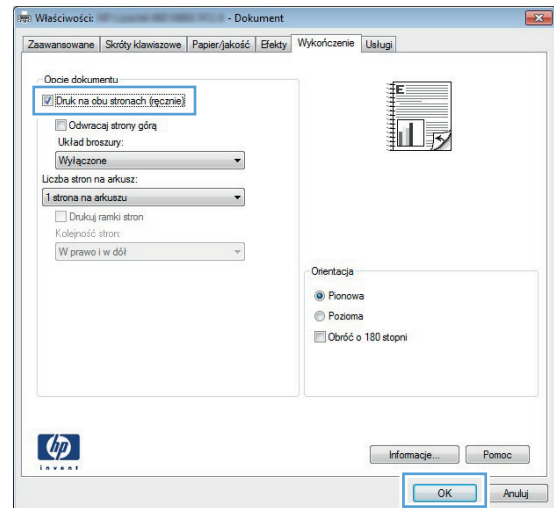 Właściwości: - Dokument
Zaawansowane Skróty klawiszowe Papier/jakość Efekty Wykończenie Usługi
Opcje dokumentu
Druk na obu stronach (ręcznie)
Odwracaj strony górą
Układ broszury:
Wyłączone
Liczba stron na arkusz:
1 strona na arkuszu
Drukuj ramki stron
Kolejność stron:
W prawo i w dół
E
Orientacja
Pionowa
Pozioma
Obróć o 180 stopni
hp
invent
Informacje... Pomoc
OK Anuluj